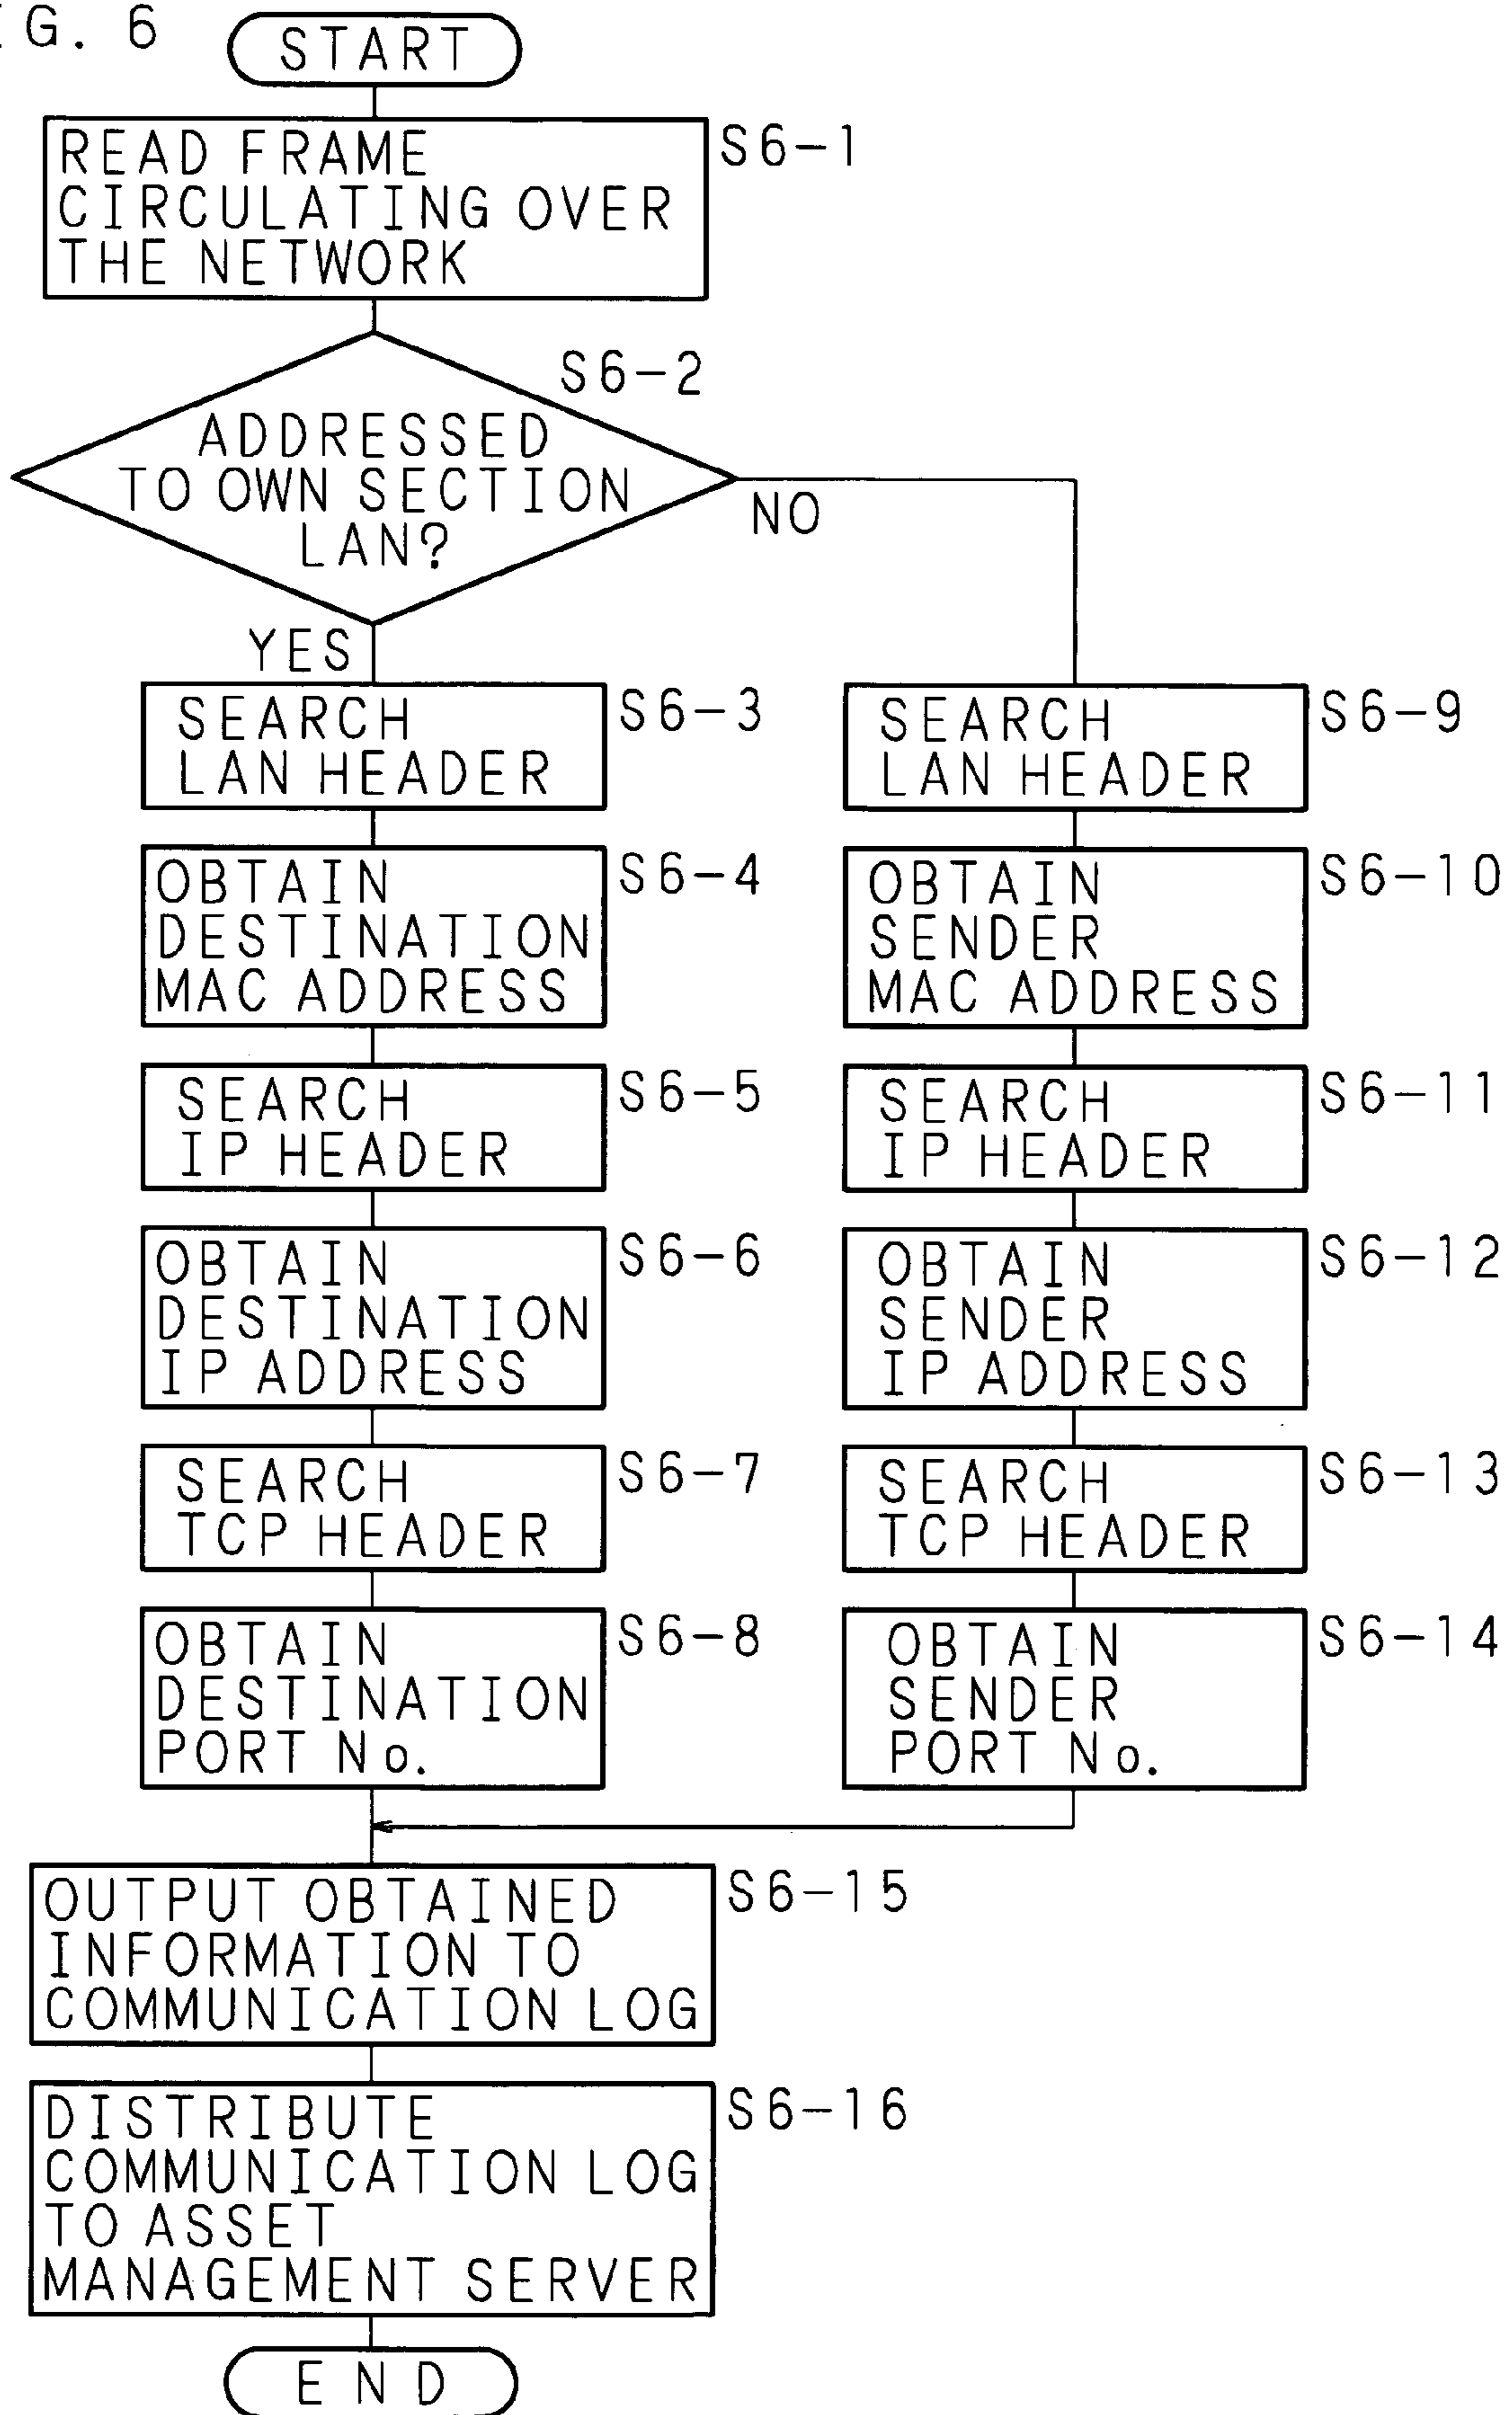 IG. 6
START
READ FRAME
CIRCULATING OVER
THE NETWORK
S6-1
S6-2
ADDRESSED
TO OWN SECTION
LAN?
NO
YES
SEARCH
LAN HEADER
S6-3
OBTAIN
DESTINATION
MAC ADDRESS
S6-4
SEARCH
IP HEADER
S6-5
OBTAIN
DESTINATION
IP ADDRESS
S6-6
SEARCH
TCP HEADER
S6-7
OBTAIN
DESTINATION
PORT No.
S6-8
SEARCH
LAN HEADER
S6-9
OBTAIN
SENDER
MAC ADDRESS
S6-10
SEARCH
IP HEADER
S6-11
OBTAIN
SENDER
IP ADDRESS
S6-12
SEARCH
TCP HEADER
S6-13
OBTAIN
SENDER
PORT No.
S6-14
OUTPUT OBTAINED
INFORMATION TO
COMMUNICATION LOG
S6-15
DISTRIBUTE
COMMUNICATION LOG
TO ASSET
MANAGEMENT SERVER
S6-16
END